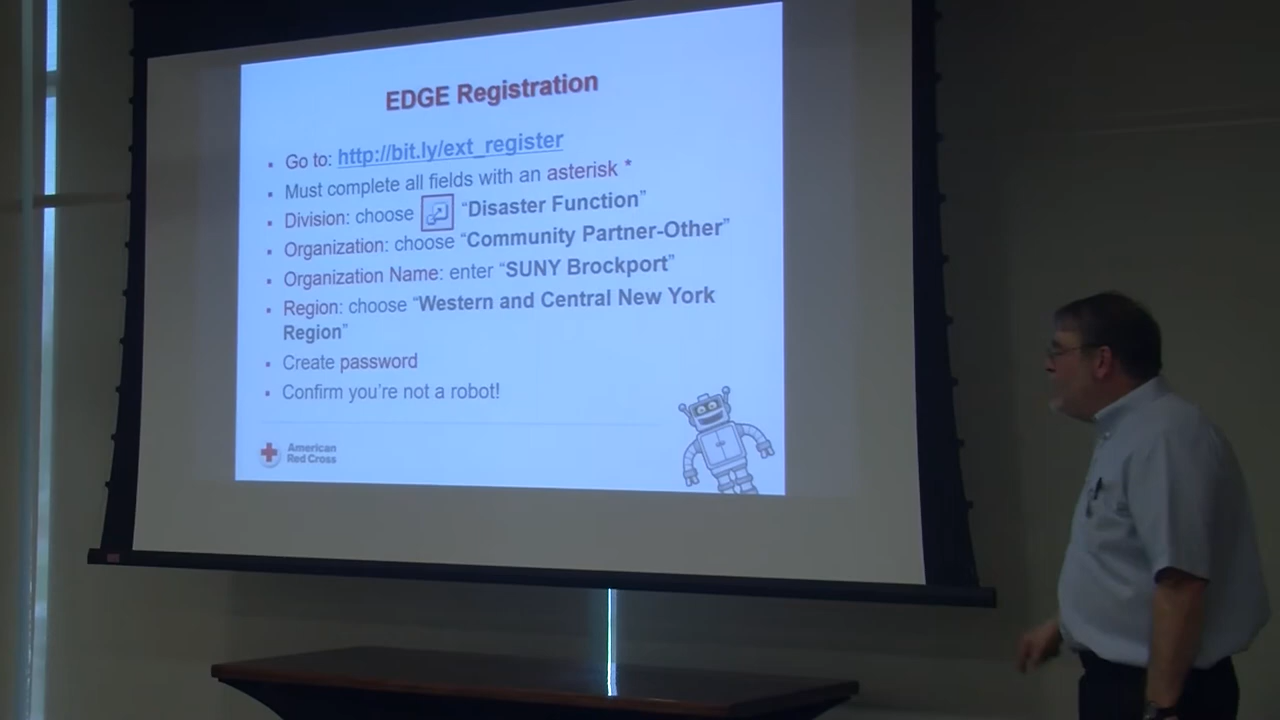 EDGE Registration
Go to: http://bit.ly/ext_register
Must complete all fields with an asterisk *
Division: choose "Disaster Function"
Organization: choose "Community Partner-Other"
Organization Name: enter "SUNY Brockport"
Region: choose "Western and Central New York
Region"
Create password
Confirm you're not a robot!
American
Red Cross